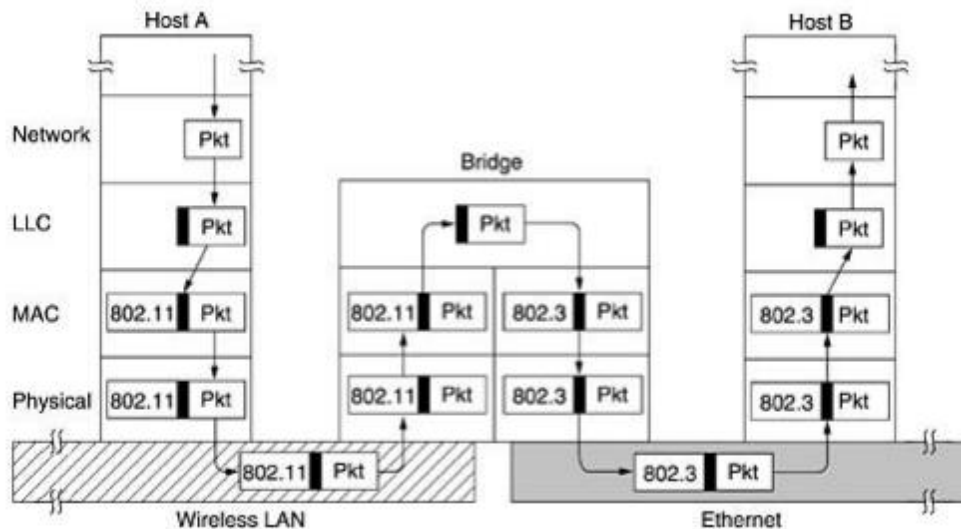 Host A
Host B
Network
Pkt
Pkt
Bridge
LLC
Pkt
Pkt
Pkt
MAC
802.11 Pkt
802.11 Pkt
802.3 Pkt
802.3 Pkt
Physical
802.11 Pkt
802.11 Pkt
802.3 Pkt
802.3 Pkt
802.11 Pkt
802.3 Pkt
Wireless LAN
Ethernet